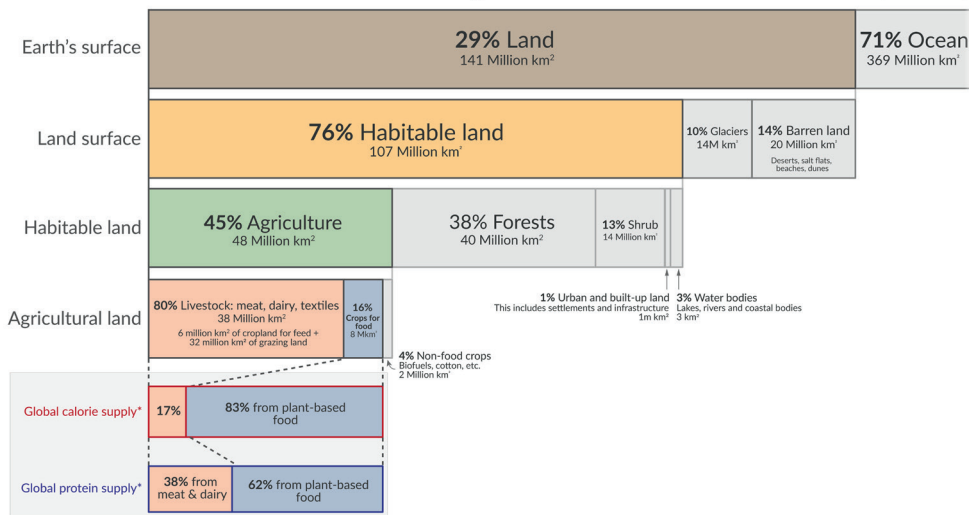 Earth's surface
29% Land
141 Million km²
71% Ocean
369 Million km²
Land surface
76% Habitable land
107 Million km²
10% Glaciers
14M km²
14% Barren land
20 Million km²
Deserts, salt flats,
beaches, dunes
Habitable land
45% Agriculture
48 Million km²
38% Forests
40 Million km²
13% Shrub
14 Million km²
1% Urban and built-up land
This includes settlements and infrastructure
1m km²
3% Water bodies
Lakes, rivers and coastal bodies
3 km²
Agricultural land
80% Livestock: meat, dairy, textiles
38 Million km²
6 million km² of cropland for feed +
32 million km² of grazing land
16%
Crops for
food
8 Mkm²
4% Non-food crops
Biofuels, cotton, etc.
2 Million km²
Global calorie supply*
17%
83% from plant-based
food
Global protein supply*
38% from
meat & dairy
62% from plant-based
food